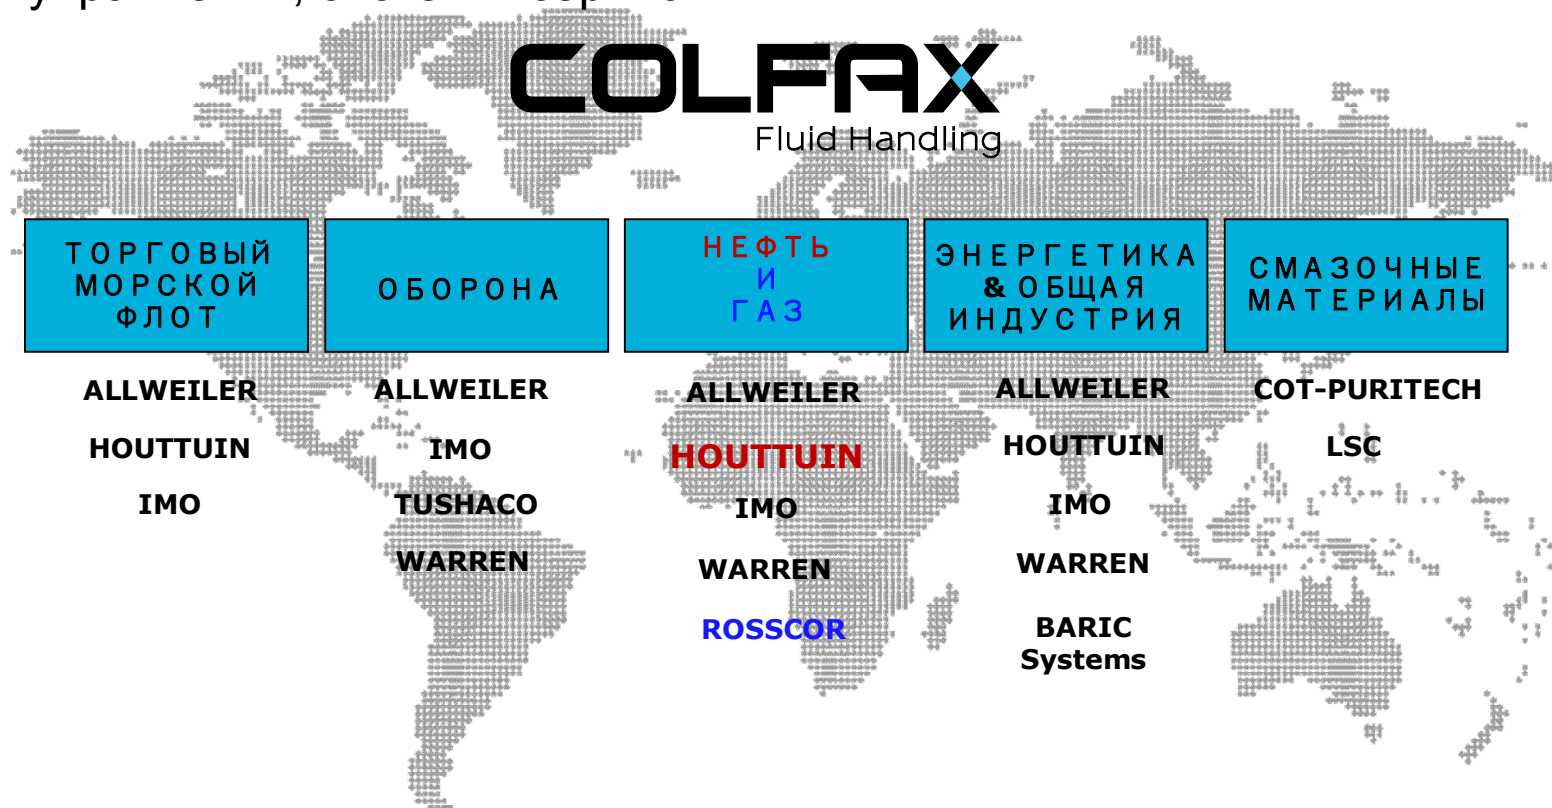 COLFAX
Fluid Handling
ТОРГОВЫЙ
МОРСКОЙ
ФЛОТ
ОБОРОНА
НЕФТЬ
И
ГАЗ
ЭНЕРГЕТИКА
& ОБЩАЯ
ИНДУСТРИЯ
СМАЗОЧНЫЕ
МАТЕРИАЛЫ
ALLWEILER
HOUTTUIN
IMO
ALLWEILER
IMO
TUSHACO
WARREN
ALLWEILER
HOUTTUIN
IMO
WARREN
ROSSCOR
ALLWEILER
HOUTTUIN
IMO
WARREN
BARIC
Systems
COT-PURITECH
LSC